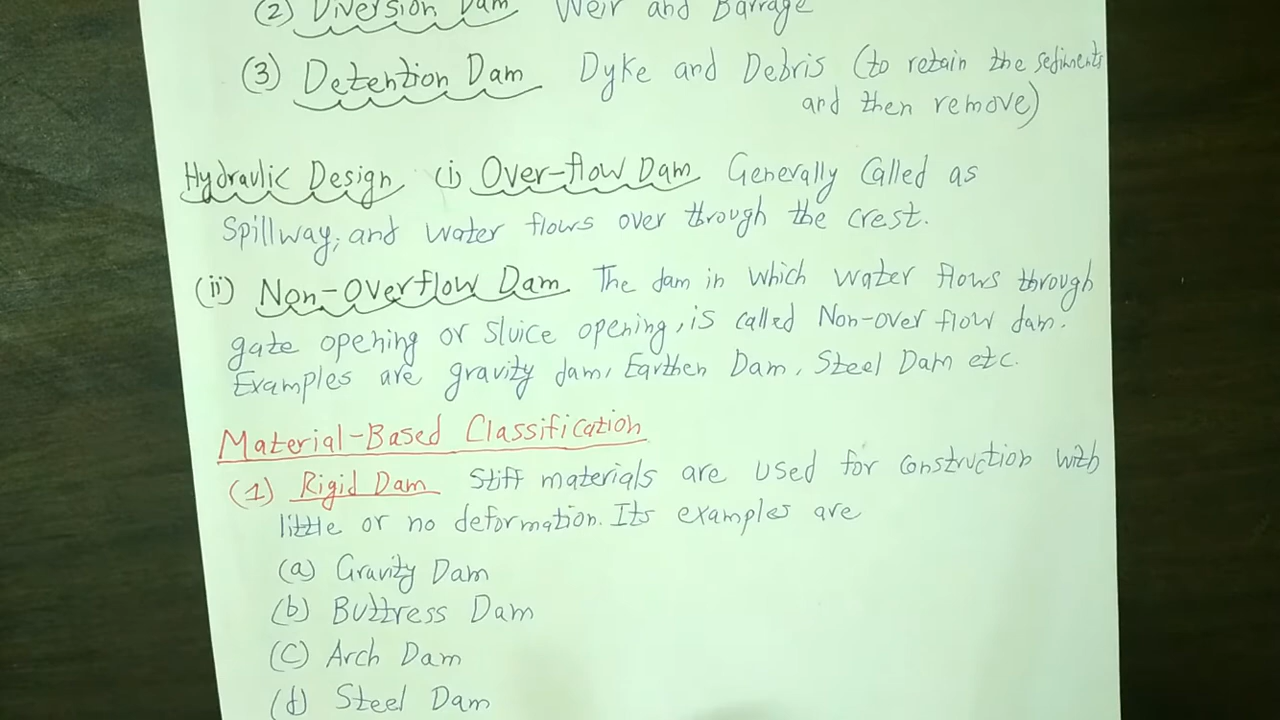 (2) Diversion Dam Weir and Barrage
(3) Detention Dam Dyke and Debris (to retain the sediments
and then remove)
Hydraulic Design (i) Over-flow Dam Generally Called as
Spillway, and water flows over through the crest.
(ii) Non-Overflow Dam The dam in which water flows through
gate opening or sluice opening, is called Non-over flow dam.
Examples are gravity dam, Earthen Dam, Steel Dam etc.
Material-Based Classification
(1) Rigid Dam Stiff materials are used for construction with
little or no deformation. Its examples are
(a) Gravity Dam
(b) Buttress Dam
(c) Arch Dam
(d) Steel Dam